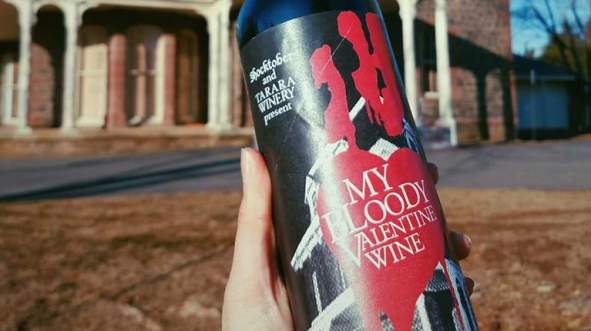 Shocktober
and
TARARA
WINERY
present
MY
BLOODY
VALENTINE
WINE